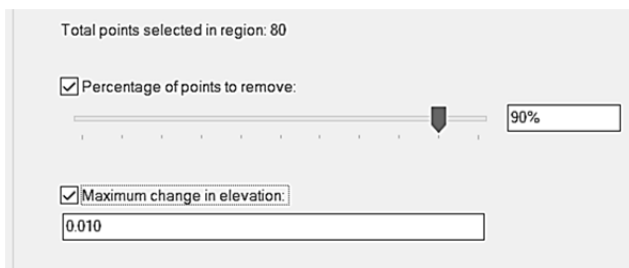 Total points selected in region: 80
Percentage of points to remove:
90%
Maximum change in elevation:
0.010